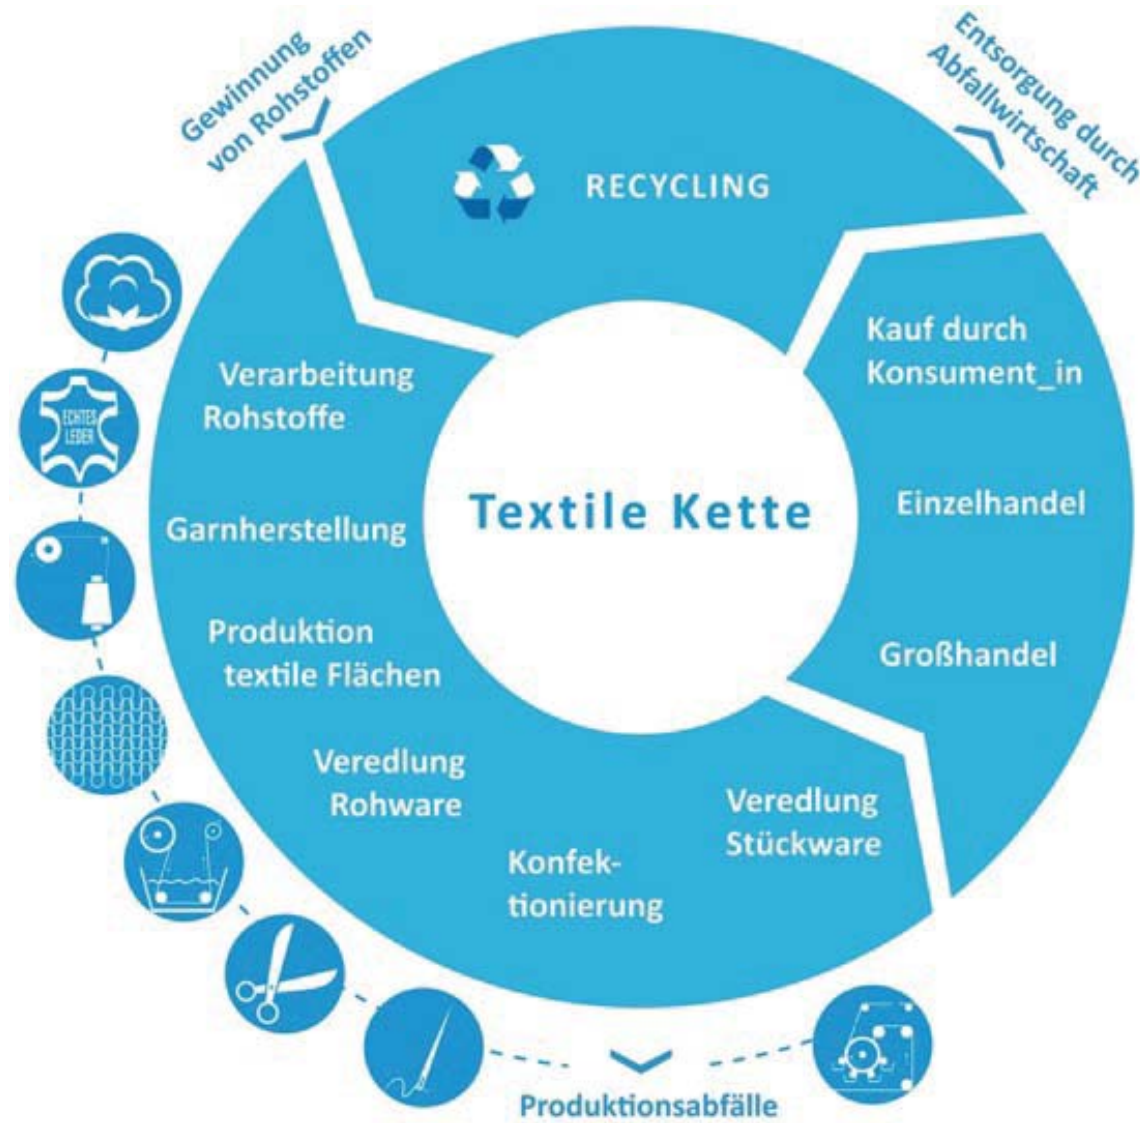 Gewinnung
von Rohstoffen
Entsorgung durch
Abfallwirtschaft
RECYCLING
Kauf durch
Konsument_in
Einzelhandel
Großhandel
Textile Kette
Verarbeitung
Rohstoffe
ECHTES
LEDER
Garnherstellung
Produktion
textile Flächen
Veredlung
Rohware
Konfek-
tionierung
Veredlung
Stückware
Produktionsabfälle